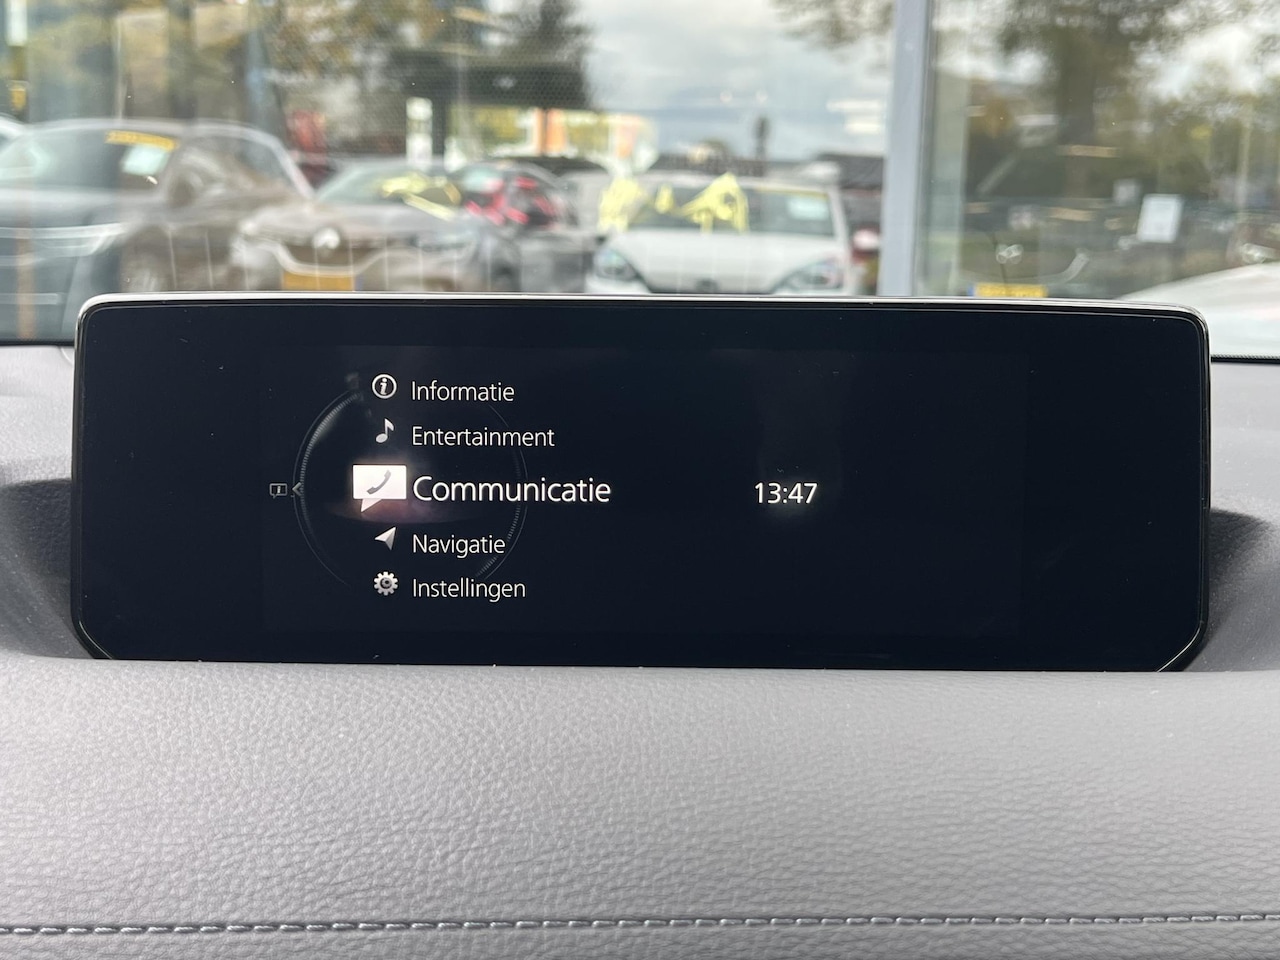 Informatie
Entertainment
Communicatie
13:47
Navigatie
Instellingen